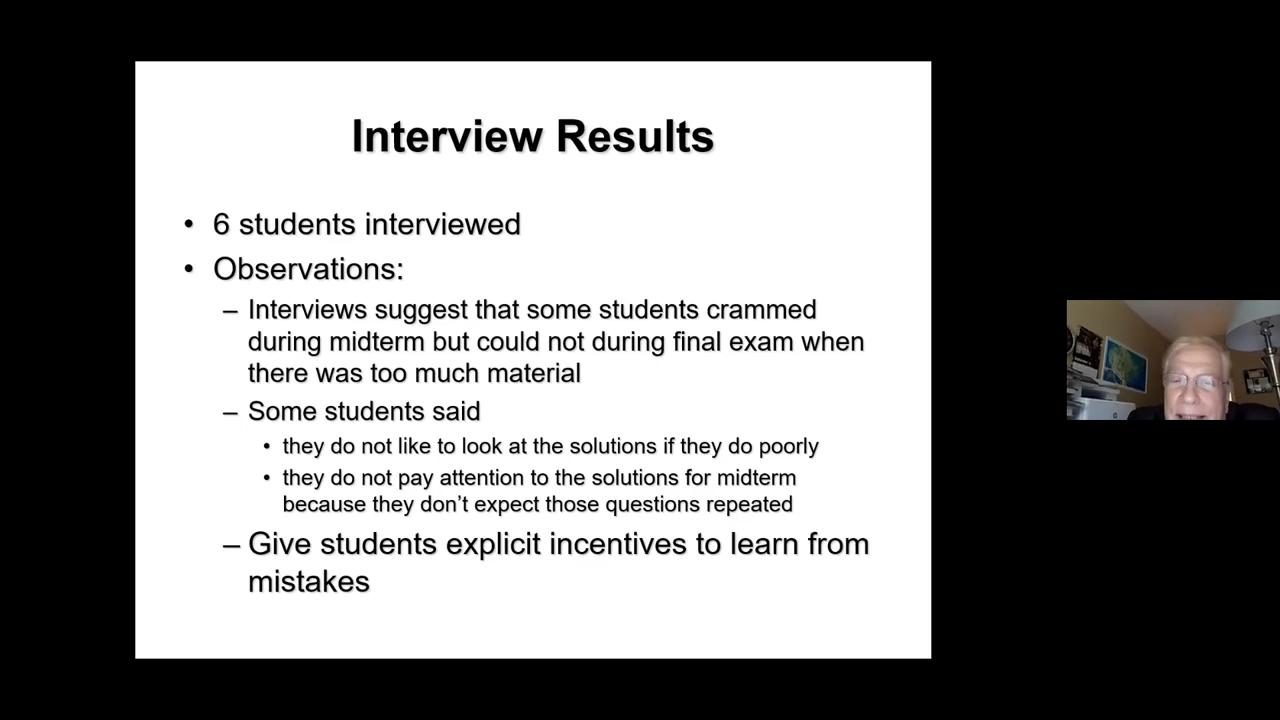 Interview Results
• 6 students interviewed
• Observations:
– Interviews suggest that some students crammed
during midterm but could not during final exam when
there was too much material
– Some students said
• they do not like to look at the solutions if they do poorly
• they do not pay attention to the solutions for midterm
because they don’t expect those questions repeated
– Give students explicit incentives to learn from
mistakes